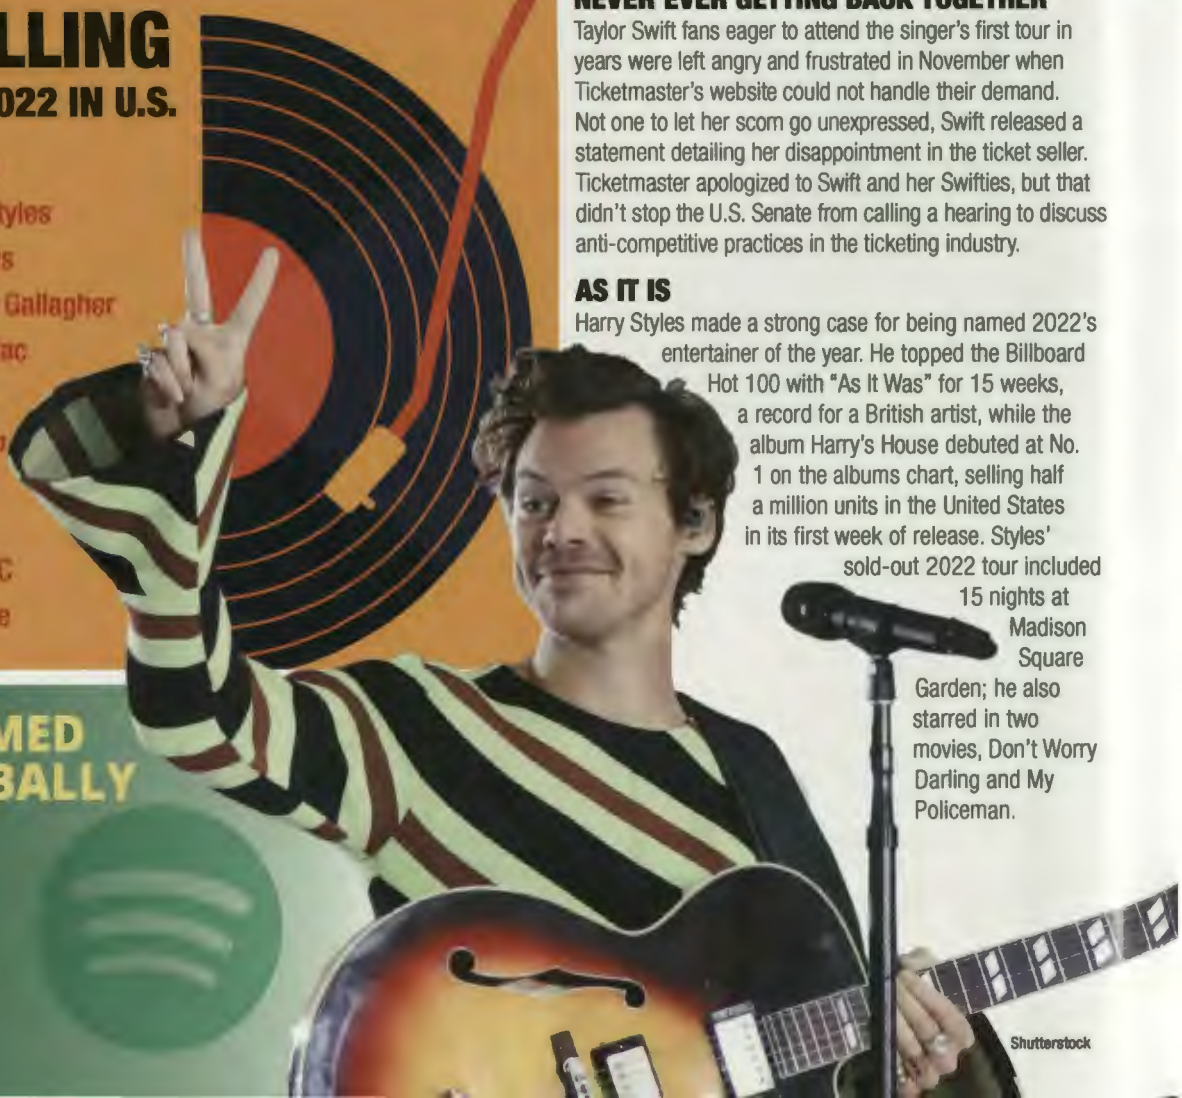 LLING
022 IN U.S.
tyles
s
Gallagher
ac
C
e
MED
BALLY
NEVER EVER GETTING BACK TOGETHER
Taylor Swift fans eager to attend the singer's first tour in
years were left angry and frustrated in November when
Ticketmaster's website could not handle their demand.
Not one to let her scorn go unexpressed, Swift released a
statement detailing her disappointment in the ticket seller.
Ticketmaster apologized to Swift and her Swifties, but that
didn't stop the U.S. Senate from calling a hearing to discuss
anti-competitive practices in the ticketing industry.
AS IT IS
Harry Styles made a strong case for being named 2022's
entertainer of the year. He topped the Billboard
Hot 100 with "As It Was" for 15 weeks,
a record for a British artist, while the
album Harry's House debuted at No.
1 on the albums chart, selling half
a million units in the United States
in its first week of release. Styles'
sold-out 2022 tour included
15 nights at
Madison
Square
Garden; he also
starred in two
movies, Don't Worry
Darling and My
Policeman.
Shutterstock